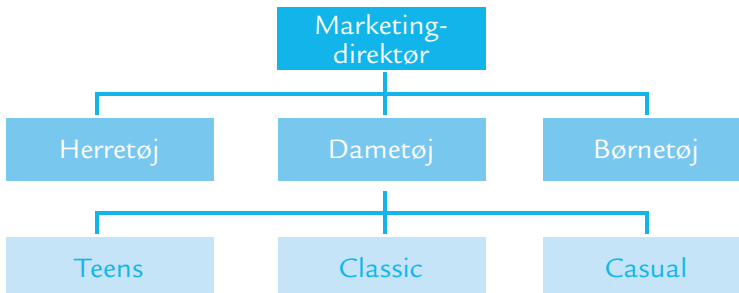 Marketing-
direktør
Herretøj
Dametøj
Børnetøj
Teens
Classic
Casual